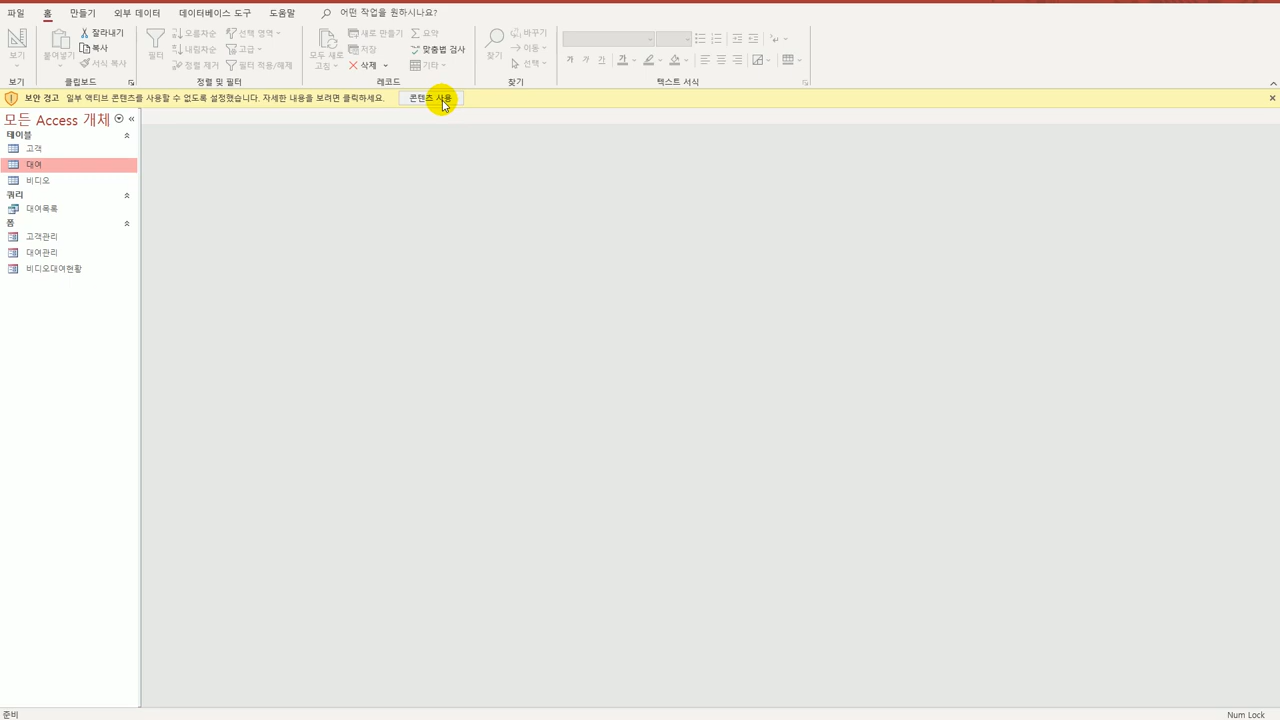 파일 홈 만들기 외부 데이터 데이터베이스 도구 도움말 어떤 작업을 원하시나요?
보기
보기
붙여넣기
잘라내기
복사
서식 복사
클립보드
필터
오름차순
내림차순
정렬 제거
선택 영역
고급
필터 적용/해제
정렬 및 필터
모두 새로
고침
새로 만들기
저장
삭제
요약
맞춤법 검사
기타
레코드
찾기
바꾸기
이동
선택
찾기
가 가 가 가
텍스트 서식
보안 경고 일부 액티브 콘텐츠를 사용할 수 없도록 설정했습니다. 자세한 내용을 보려면 클릭하세요. 콘텐츠 사용
모든 Access 개체
테이블
고객
대여
비디오
쿼리
대여목록
폼
고객관리
대여관리
비디오대여현황
준비 Num Lock